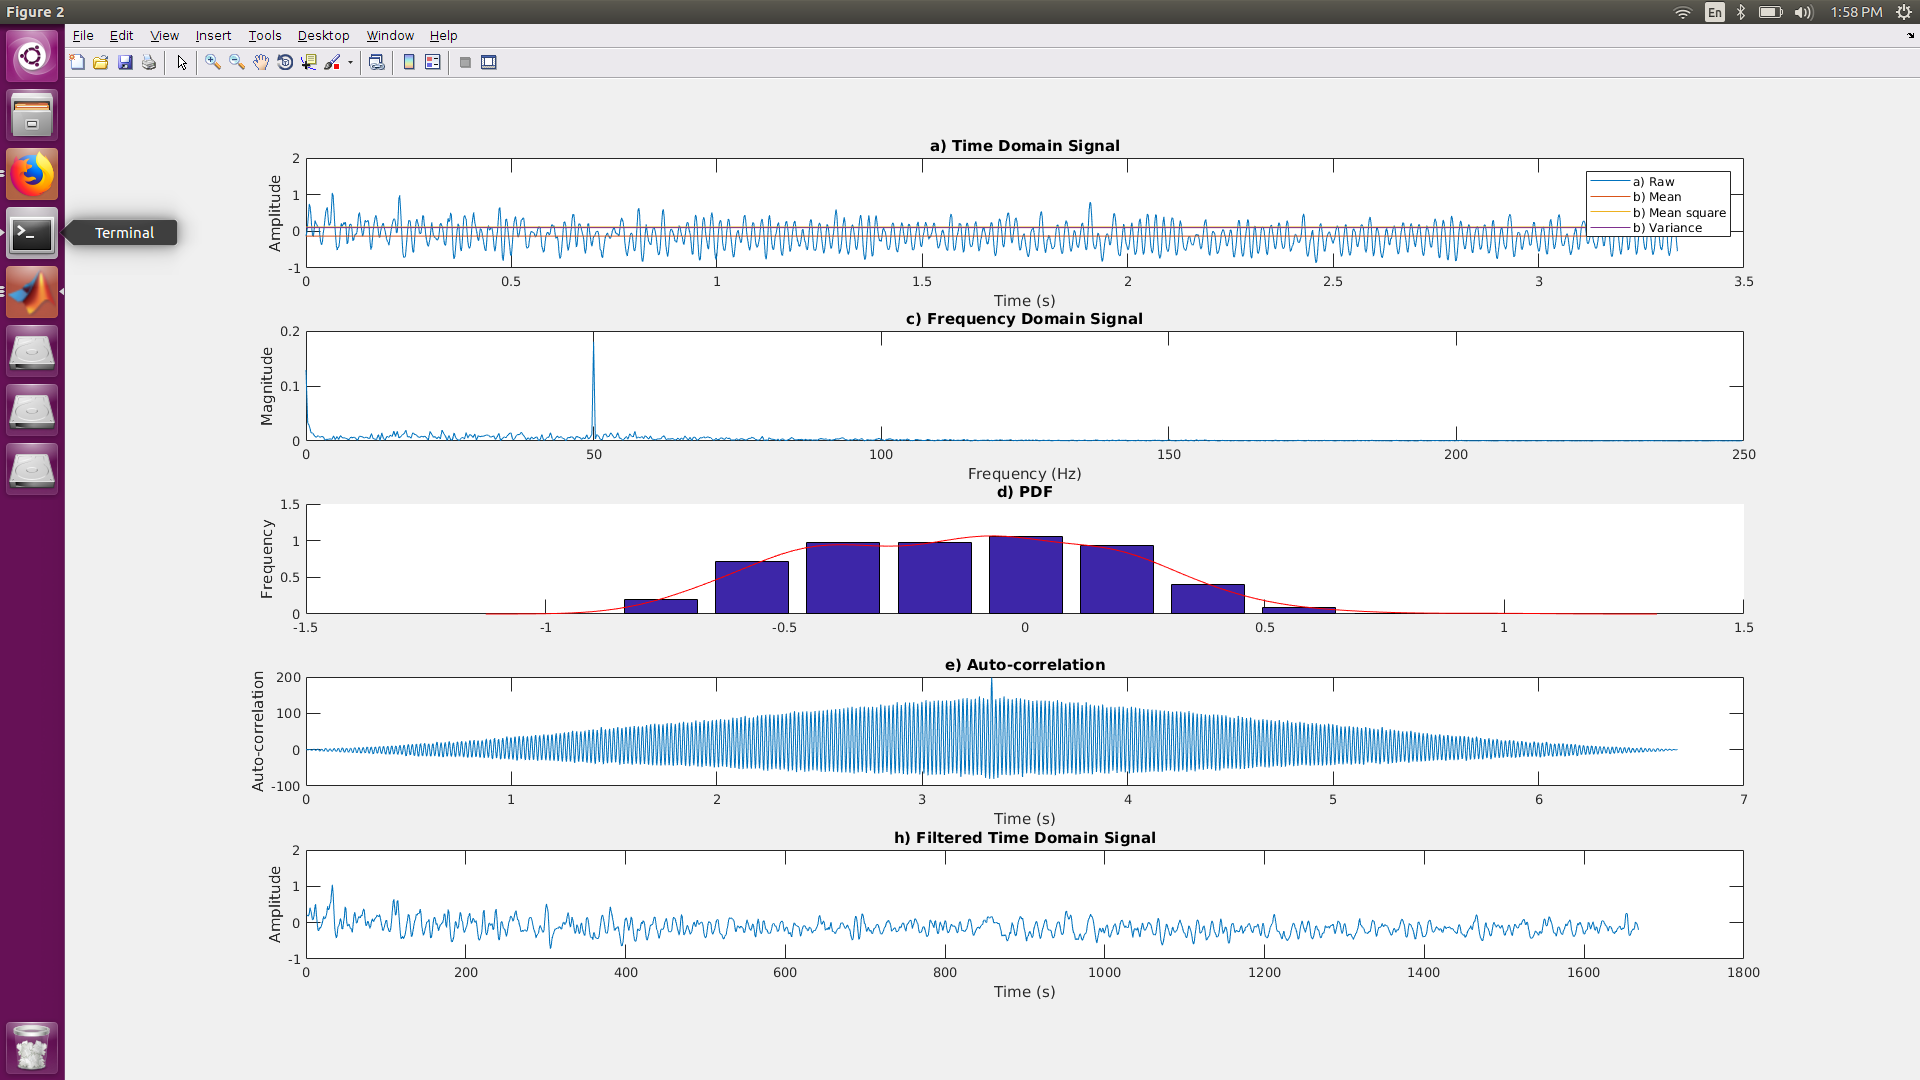 Figure 2
En
1:58 PM
File Edit View Insert Tools Desktop Window Help
Terminal
a) Time Domain Signal
Amplitude
2
1
0
-1
0 0.5 1 1.5 2 2.5 3 3.5
Time (s)
a) Raw
b) Mean
b) Mean square
b) Variance
c) Frequency Domain Signal
Magnitude
0.2
0.1
0
0 50 100 150 200 250
Frequency (Hz)
d) PDF
Frequency
1.5
1
0.5
0
-1.5 -1 -0.5 0 0.5 1 1.5
e) Auto-correlation
Auto-correlation
200
100
0
-100
0 1 2 3 4 5 6 7
Time (s)
h) Filtered Time Domain Signal
Amplitude
2
1
0
-1
0 200 400 600 800 1000 1200 1400 1600 1800
Time (s)